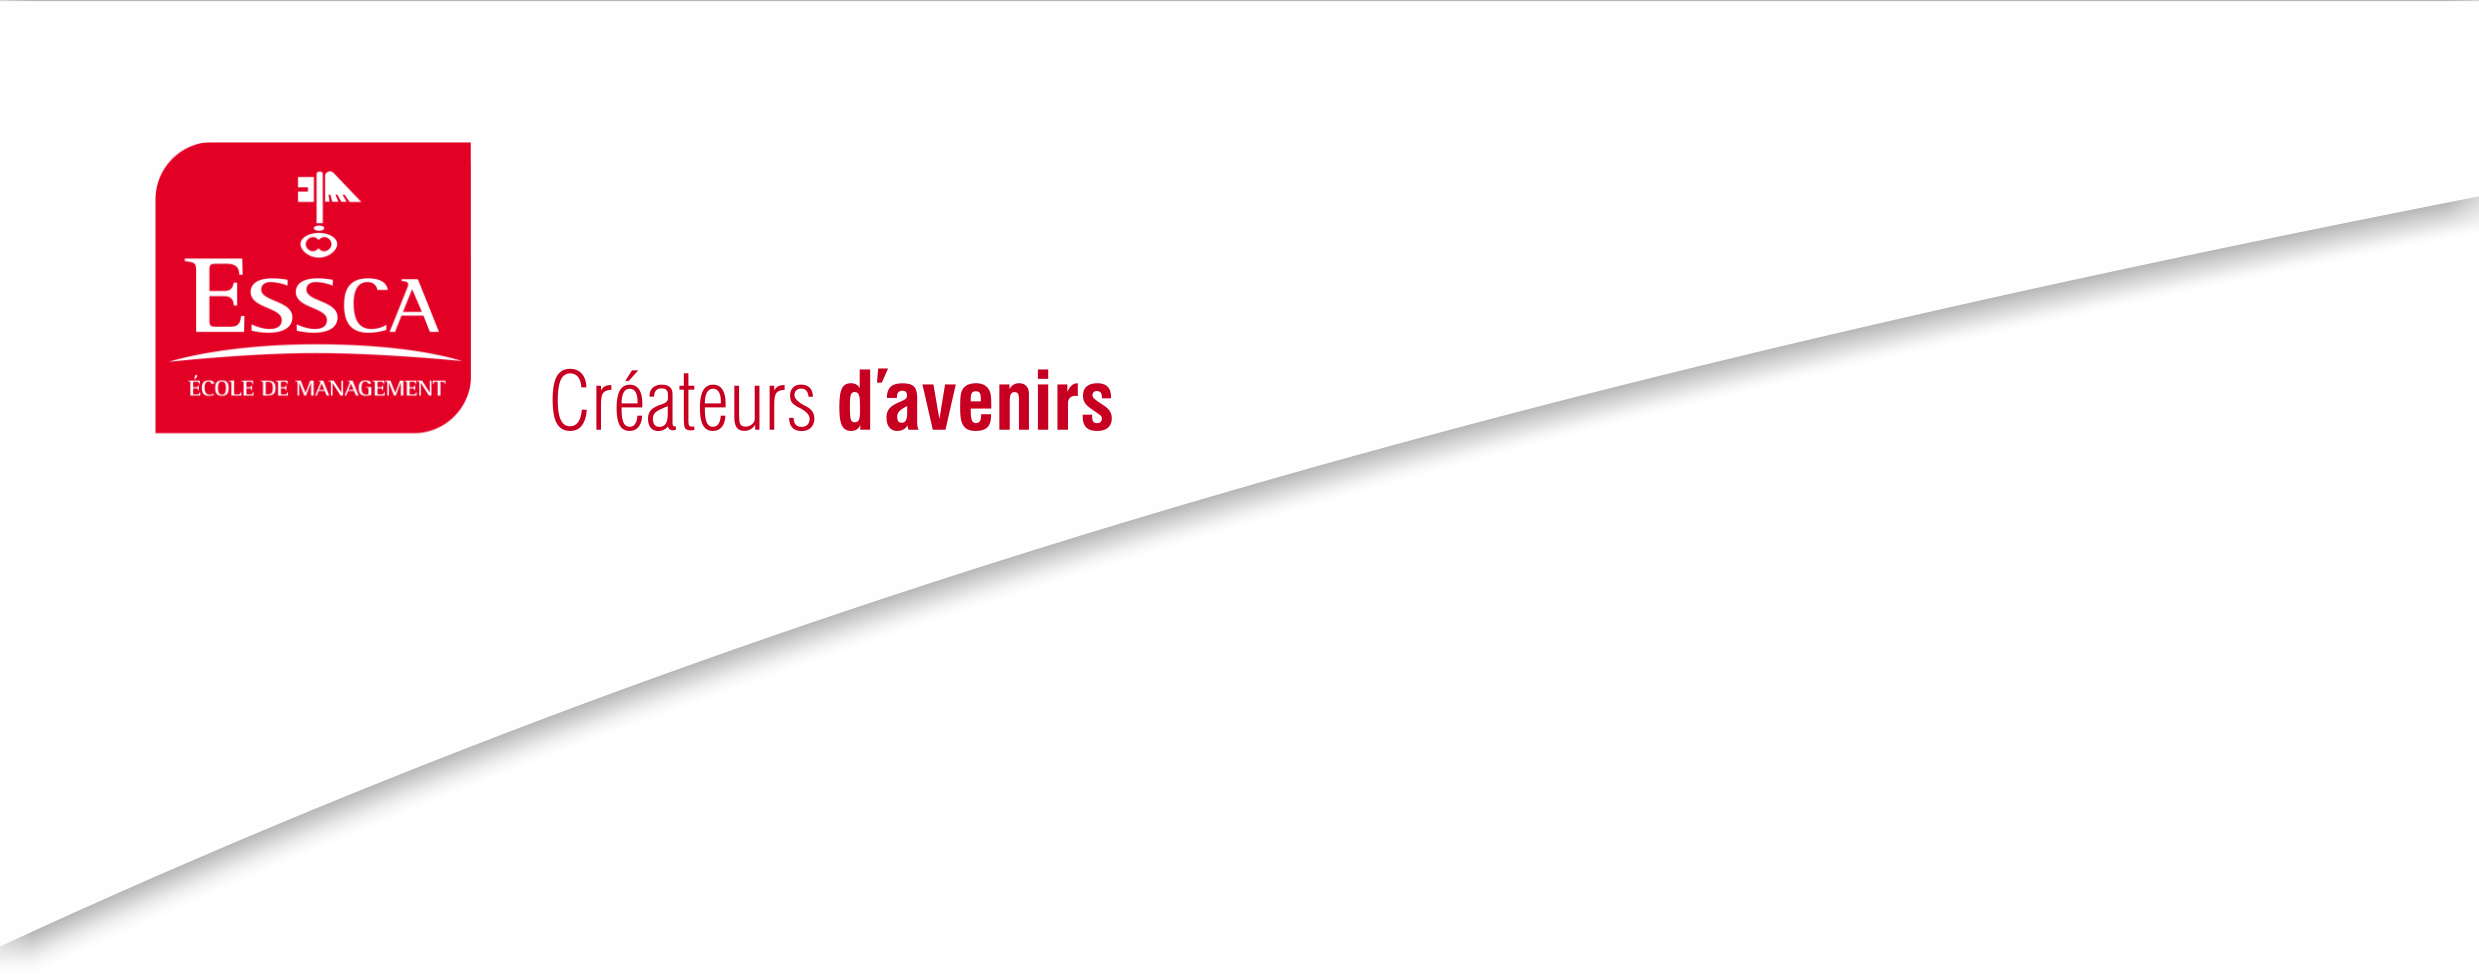 ESSCA
ÉCOLE DE MANAGEMENT
Créateurs d'avenirs